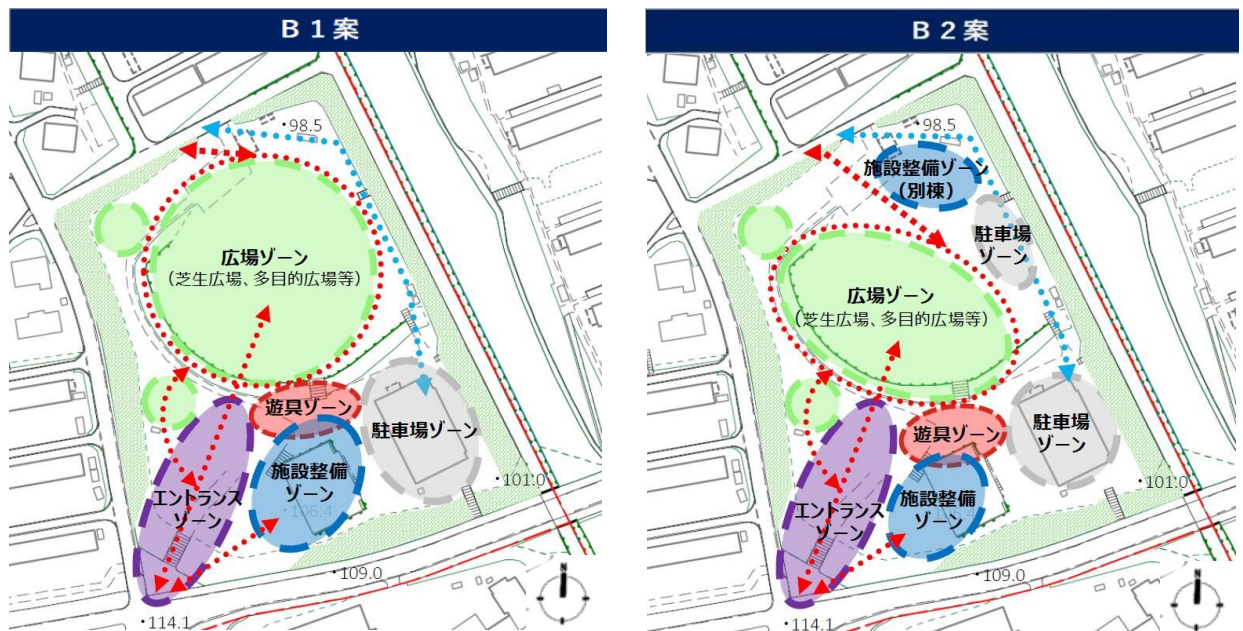 B1案
・98.5
広場ゾーン
(芝生広場、多目的広場等)
遊具ゾーン
駐車場ゾーン
施設整備
ゾーン
・106.4
エントランス
ゾーン
・101.0
・109.0
・114.1
N
B2案
・98.5
施設整備ゾーン
(別棟)
駐車場
ゾーン
広場ゾーン
(芝生広場、多目的広場等)
遊具ゾーン
駐車場
ゾーン
施設整備
ゾーン
エントランス
ゾーン
・101.0
・109.0
・114.1
N